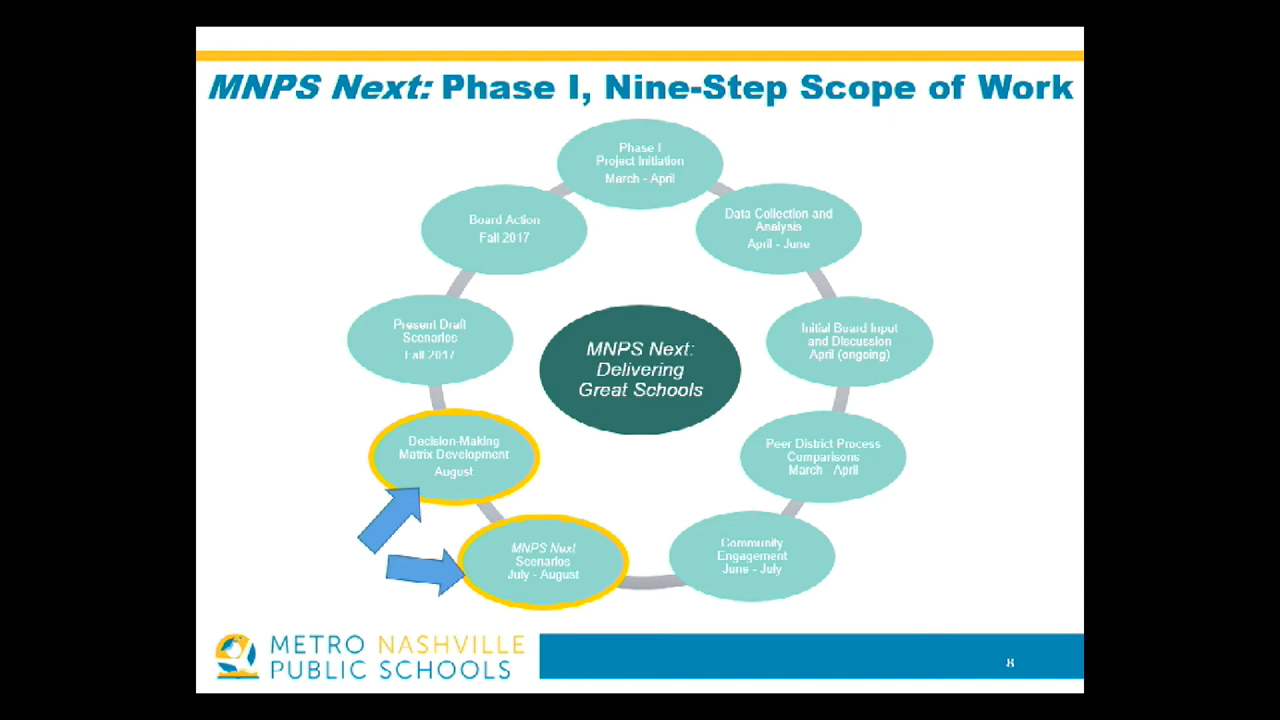 MNPS Next: Phase I, Nine-Step Scope of Work
Phase I
Project Initiation
March - April
Data Collection and
Analysis
April - June
Initial Board Input
and Discussion
April (ongoing)
Peer District Process
Comparisons
March - April
Community
Engagement
June - July
MNPS Next
Scenarios
July - August
Decision-Making
Matrix Development
August
Present Draft
Scenarios
Fall 2017
Board Action
Fall 2017
MNPS Next:
Delivering
Great Schools
METRO NASHVILLE
PUBLIC SCHOOLS
8